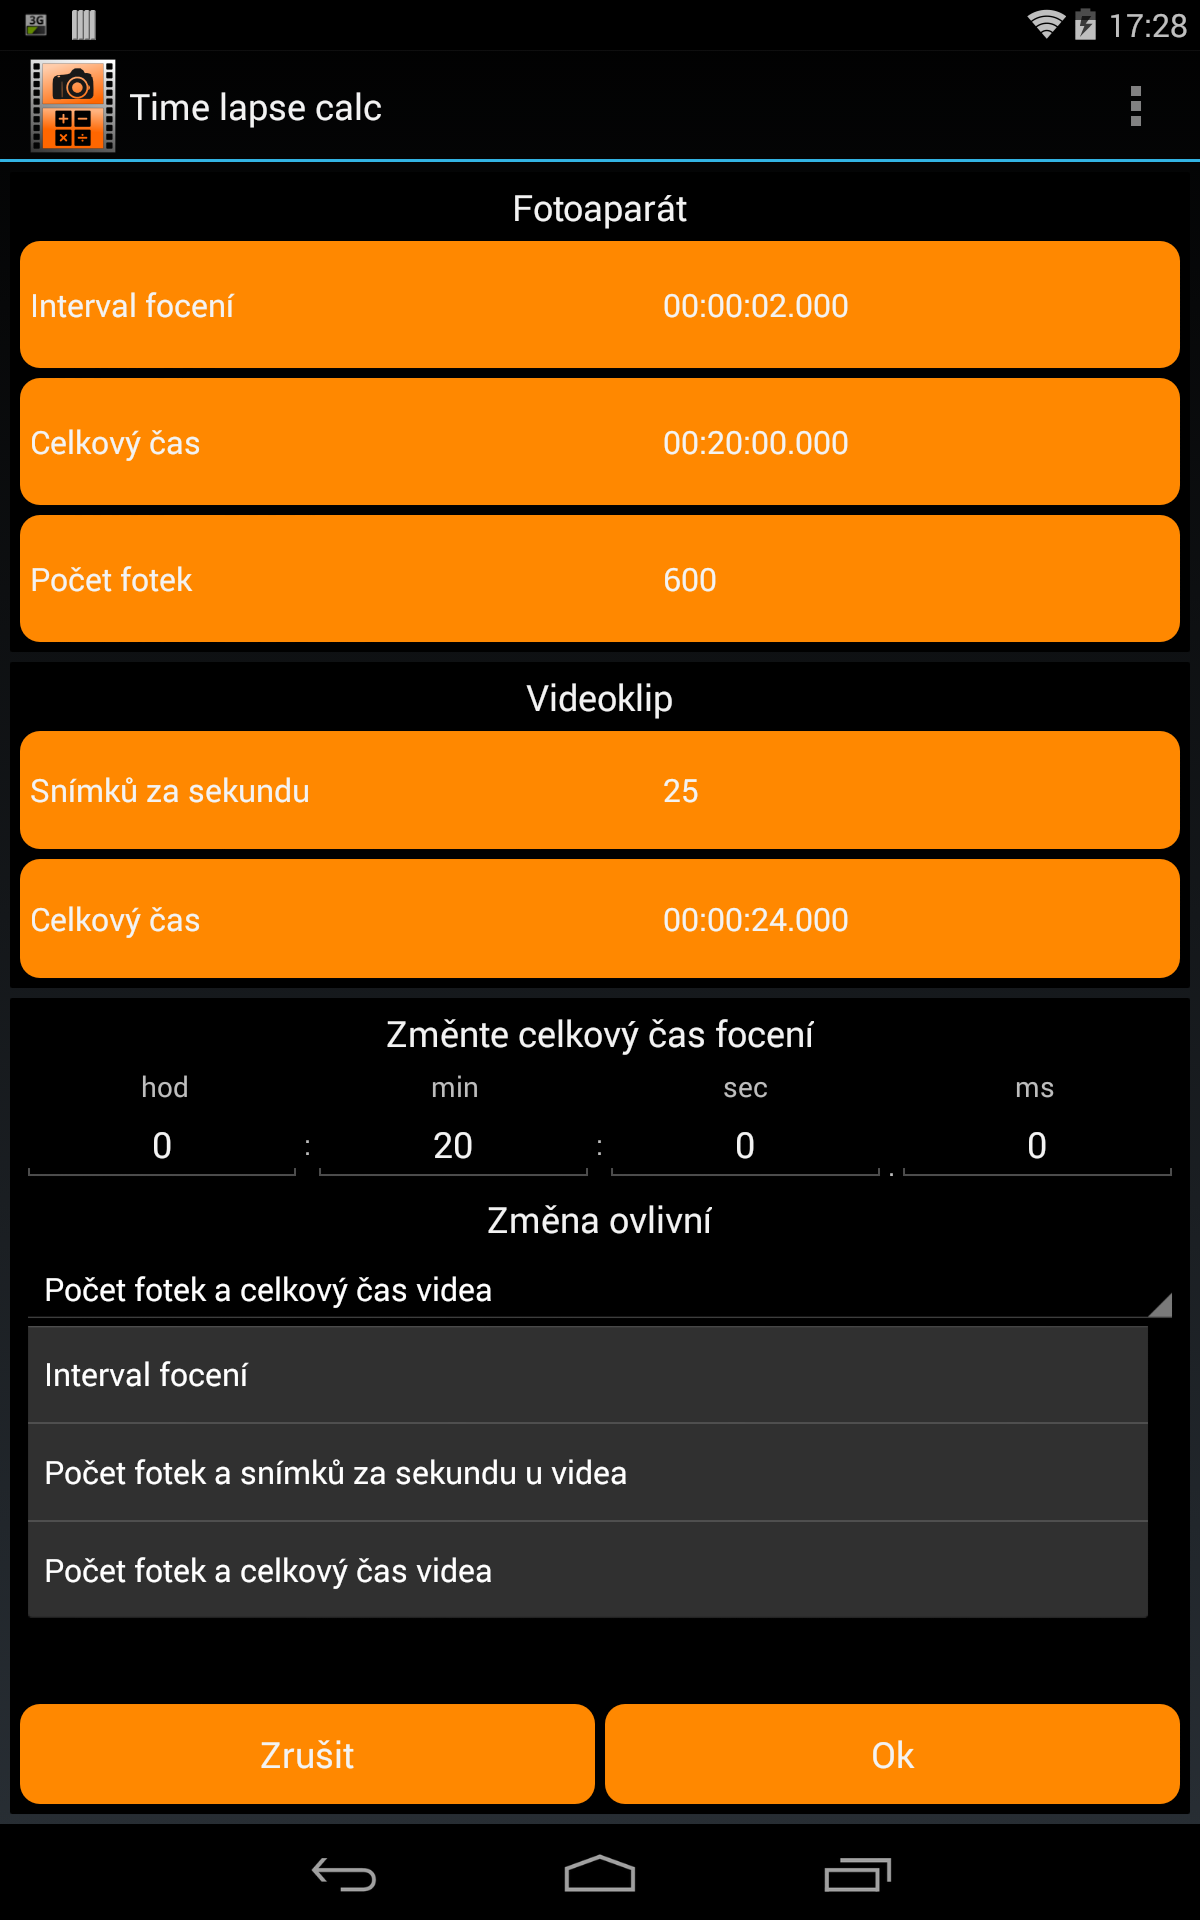 3G
17:28
Time lapse calc
Fotoaparát
Interval focení 00:00:02.000
Celkový čas 00:20:00.000
Počet fotek 600
Videoklip
Snímků za sekundu 25
Celkový čas 00:00:24.000
Změnte celkový čas focení
hod min sec ms
0 : 20 : 0 . 0
Změna ovlivní
Počet fotek a celkový čas videa
Interval focení
Počet fotek a snímků za sekundu u videa
Počet fotek a celkový čas videa
Zrušit Ok